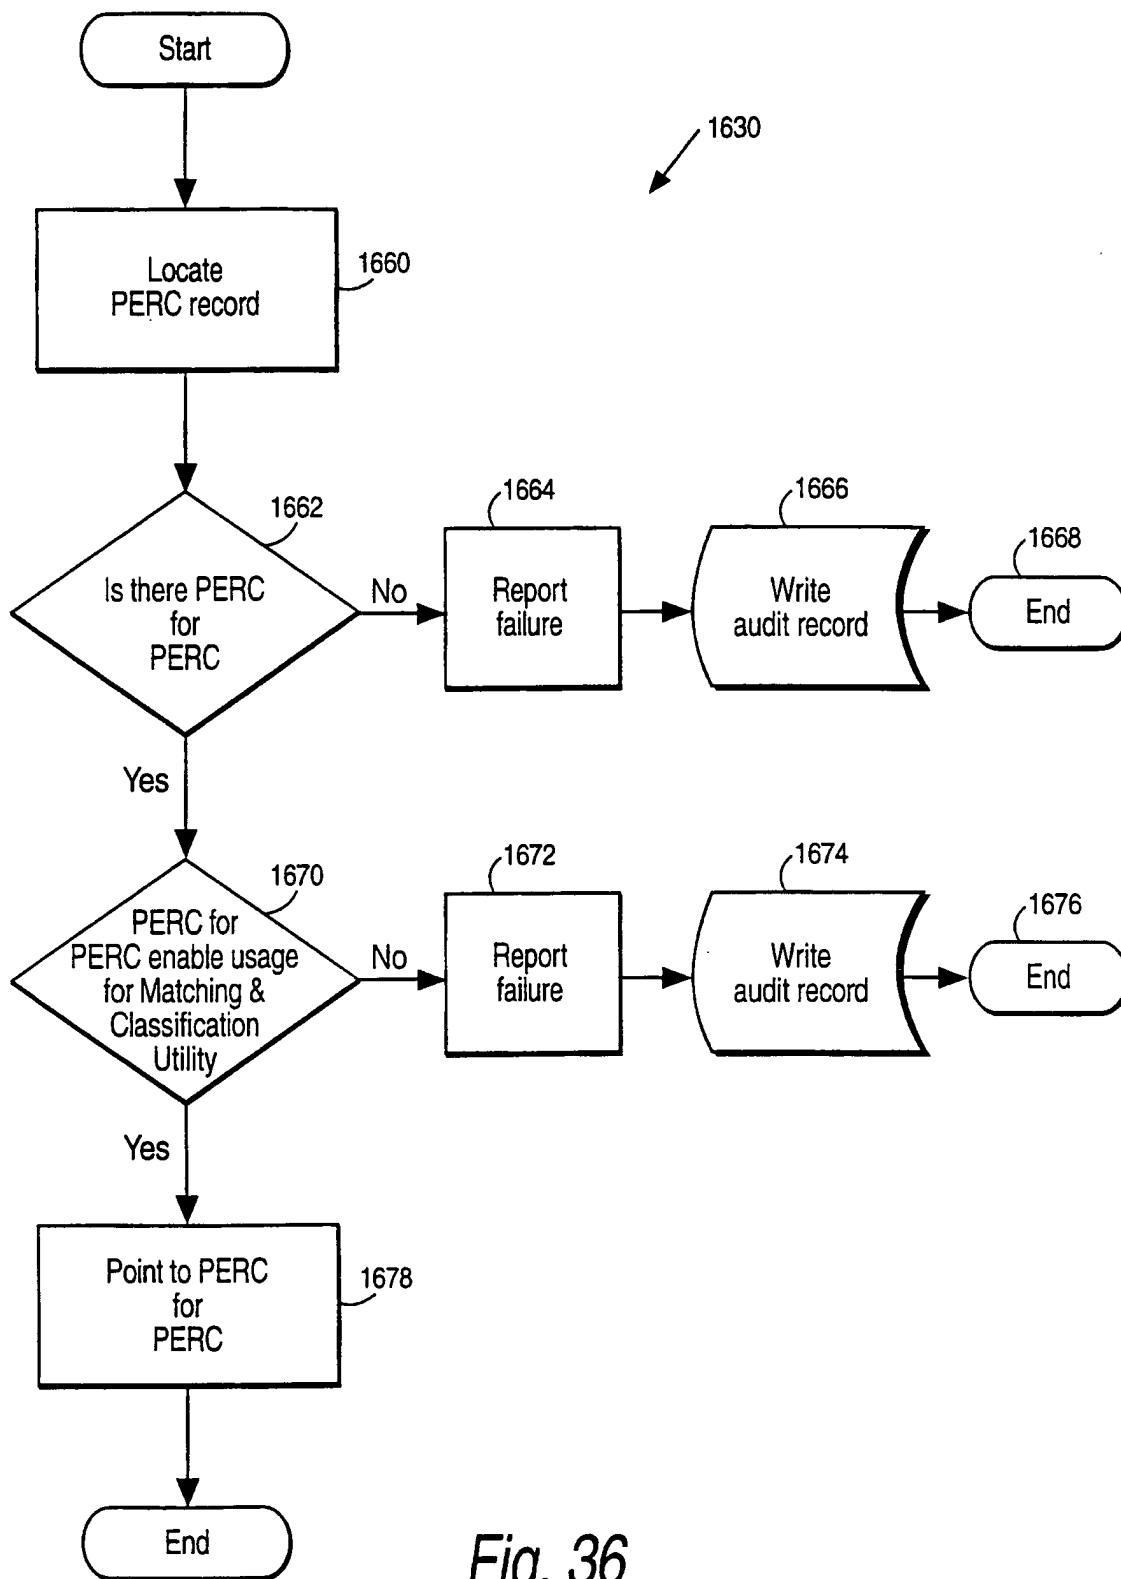 Start
1630
Locate
PERC record
1660
Is there PERC
for
PERC
1662
No
Report
failure
1664
Write
audit record
1666
End
1668
Yes
PERC for
PERC enable usage
for Matching &
Classification
Utility
1670
No
Report
failure
1672
Write
audit record
1674
End
1676
Yes
Point to PERC
for
PERC
1678
End
Fig. 36